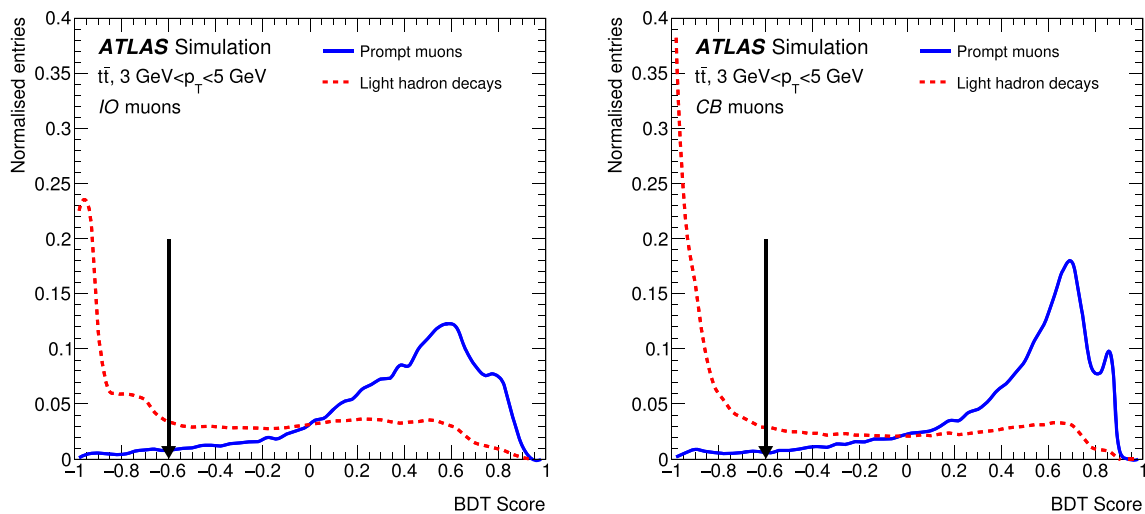 Normalised entries
0.4
0.35
0.3
0.25
0.2
0.15
0.1
0.05
0
ATLAS Simulation
tt̄, 3 GeV<p_T<5 GeV
IO muons
Prompt muons
Light hadron decays
−1 −0.8 −0.6 −0.4 −0.2 0 0.2 0.4 0.6 0.8 1
BDT Score
Normalised entries
0.4
0.35
0.3
0.25
0.2
0.15
0.1
0.05
0
ATLAS Simulation
tt̄, 3 GeV<p_T<5 GeV
CB muons
Prompt muons
Light hadron decays
−1 −0.8 −0.6 −0.4 −0.2 0 0.2 0.4 0.6 0.8 1
BDT Score